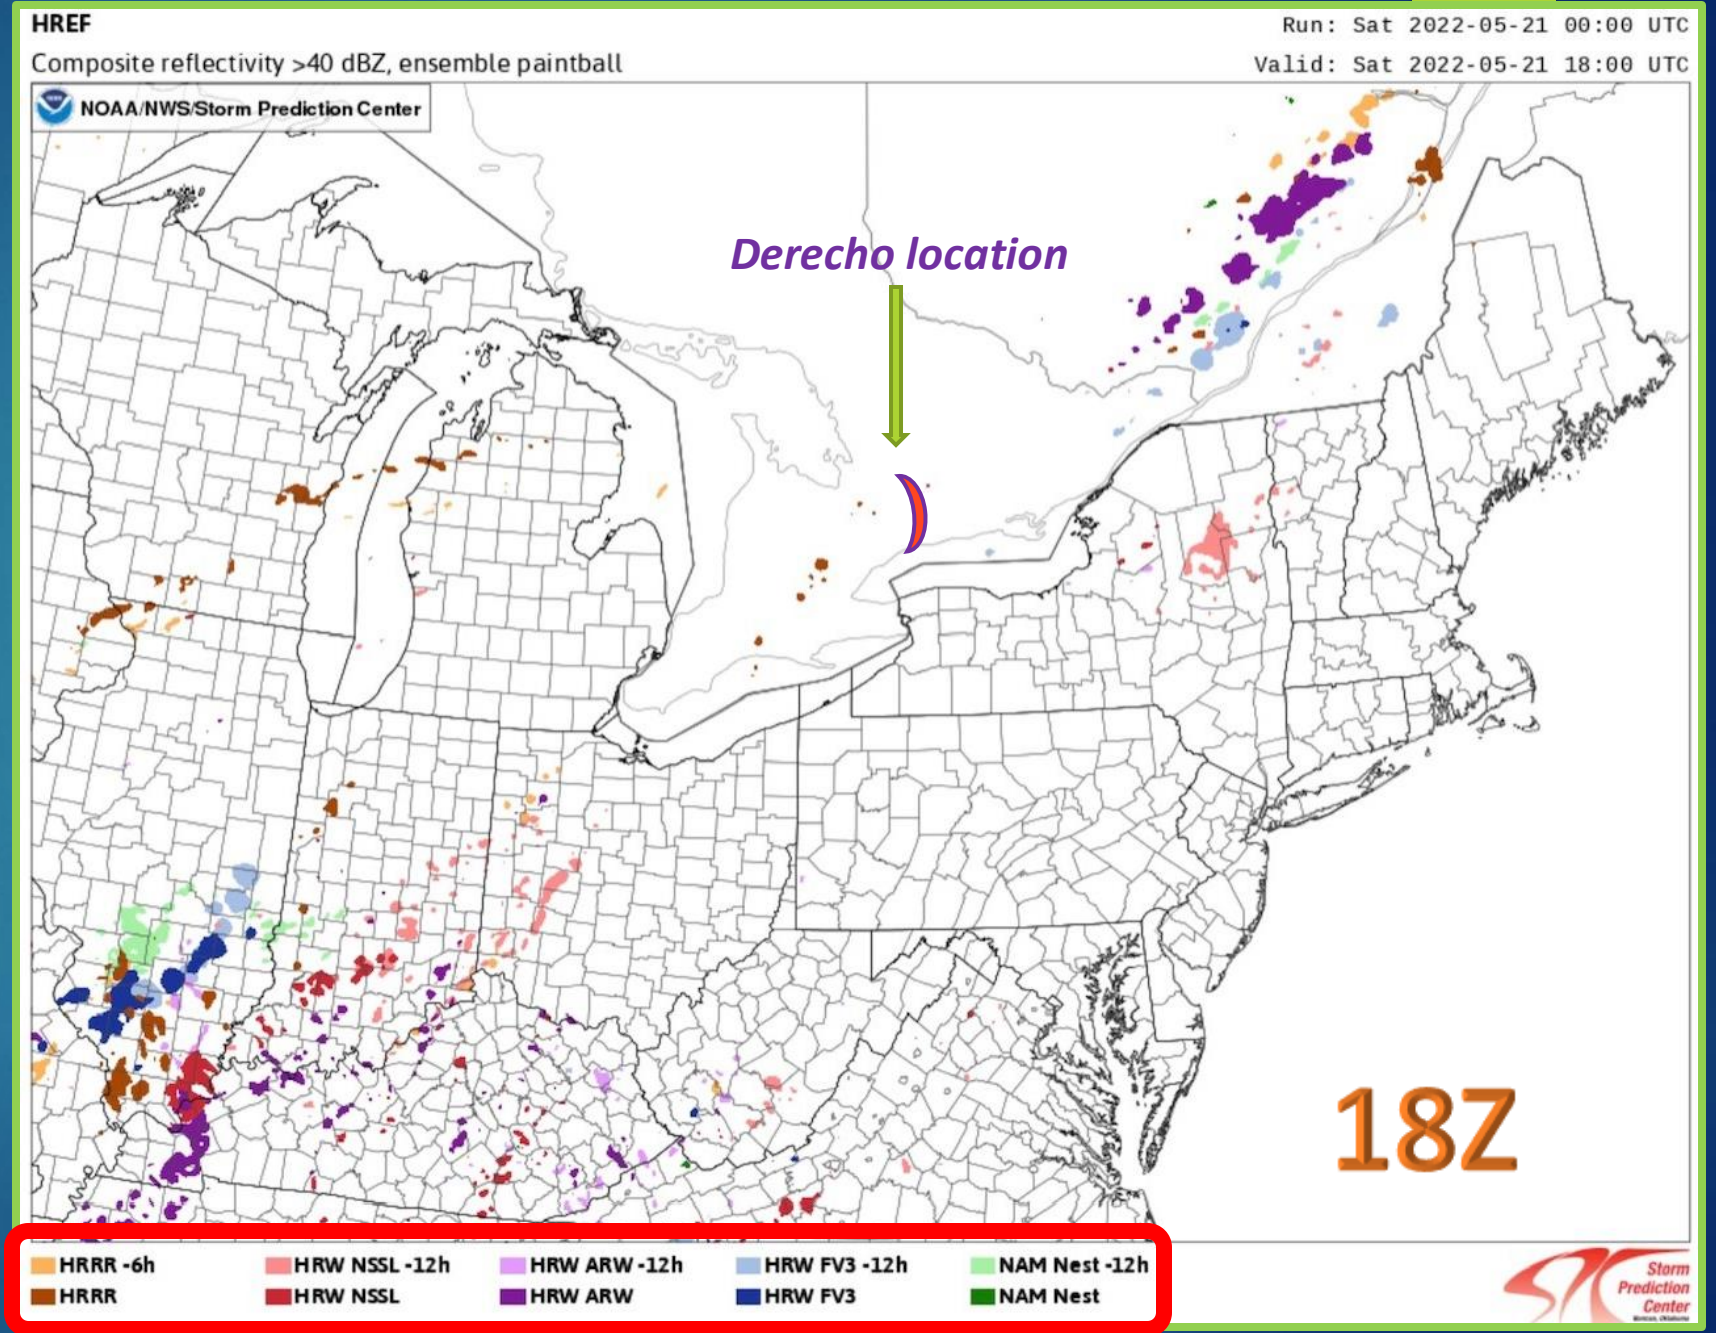 HREF
Run: Sat 2022-05-21 00:00 UTC
Composite reflectivity >40 dBZ, ensemble paintball
Valid: Sat 2022-05-21 18:00 UTC
NOAA/NWS/Storm Prediction Center
Derecho location
18Z
HRRR -6h HRW NSSL -12h HRW ARW -12h HRW FV3 -12h NAM Nest -12h
HRRR HRW NSSL HRW ARW HRW FV3 NAM Nest
Storm
Prediction
Center
Norman, Oklahoma